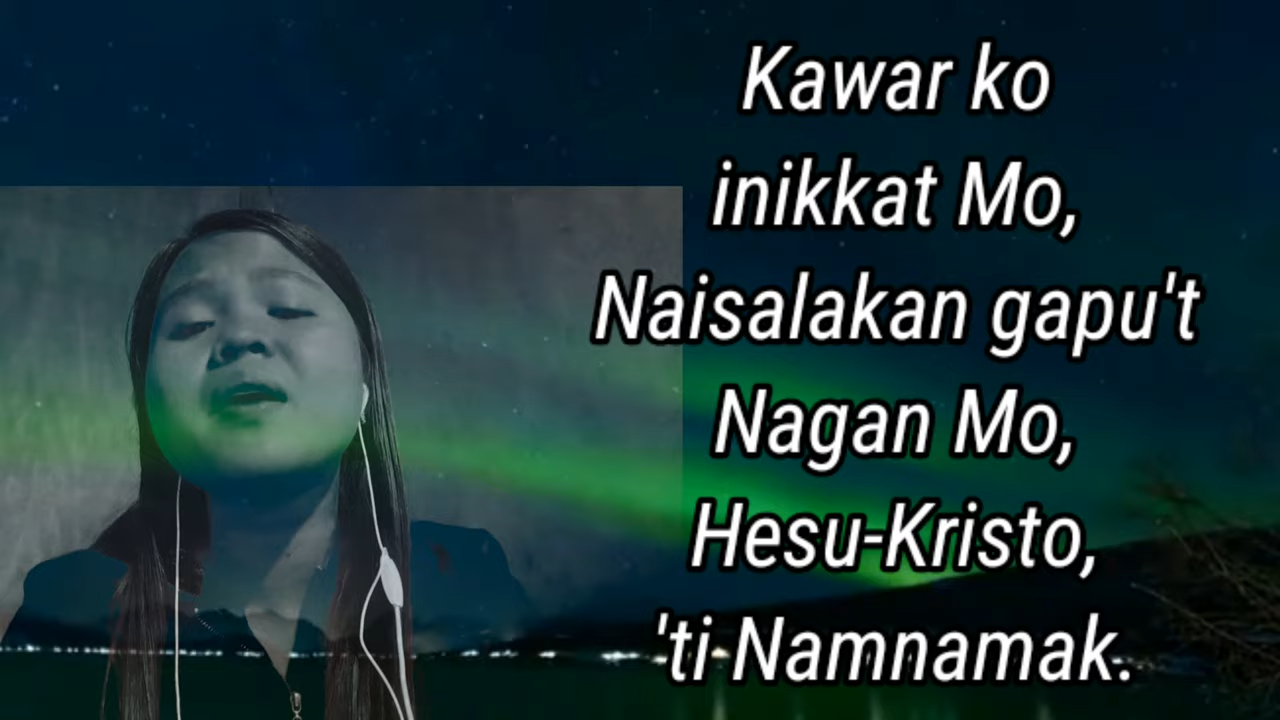 Kawar ko
inikkat Mo,
Naisalakan gapu't
Nagan Mo,
Hesu-Kristo,
'ti Namnamak.